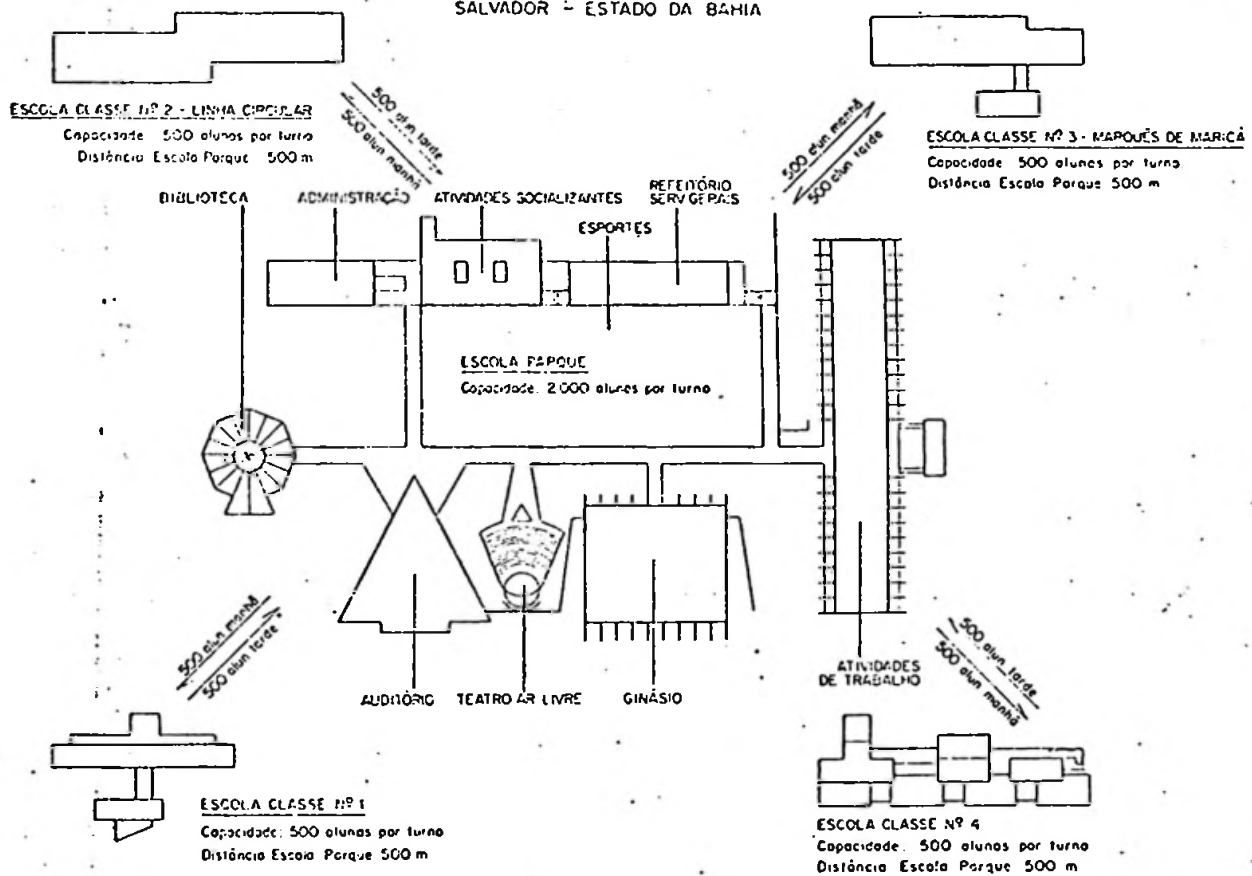 SALVADOR - ESTADO DA BAHIA
ESCOLA CLASSE Nº 2 - LINHA CIRCULAR
Capacidade 500 alunos por turno
Distância Escola Parque 500 m
500 alun tarde
500 alun manhã
500 alun manhã
500 alun tarde
ESCOLA CLASSE Nº 3 - MARQUÊS DE MARICÁ
Capacidade 500 alunos por turno
Distância Escola Parque 500 m
BIBLIOTECA
ADMINISTRAÇÃO
ATIVIDADES SOCIALIZANTES
REFEITÓRIO
SERV GERAIS
ESPORTES
ESCOLA PARQUE
Capacidade: 2.000 alunos por turno
500 alun manhã
500 alun tarde
AUDITÓRIO
TEATRO AR LIVRE
GINÁSIO
ATIVIDADES
DE TRABALHO
500 alun tarde
500 alun manhã
ESCOLA CLASSE Nº 1
Capacidade: 500 alunos por turno
Distância Escola Parque 500 m
ESCOLA CLASSE Nº 4
Capacidade: 500 alunos por turno
Distância Escola Parque 500 m